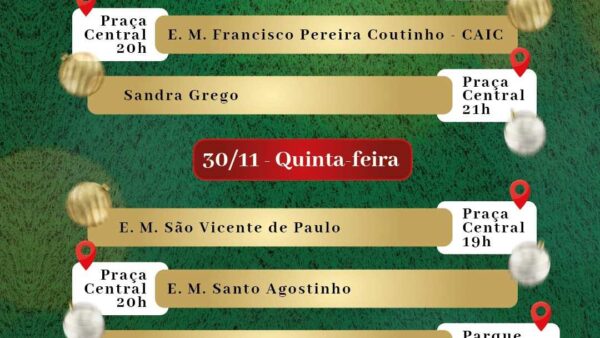 Praça
Central
20h
E. M. Francisco Pereira Coutinho - CAIC
Sandra Grego
Praça
Central
21h
30/11 - Quinta-feira
E. M. São Vicente de Paulo
Praça
Central
19h
Praça
Central
20h
E. M. Santo Agostinho
Parque